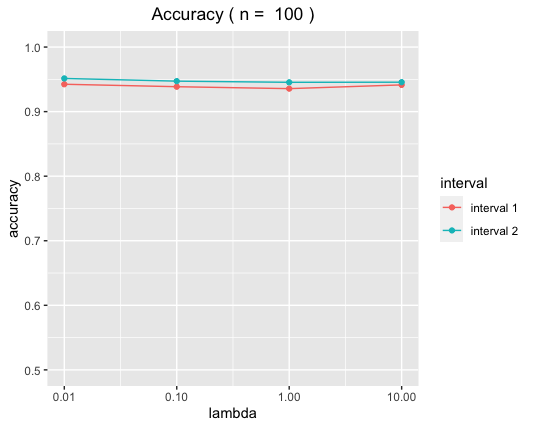 Accuracy ( n =  100 )
accuracy
1.0
0.9
0.8
0.7
0.6
0.5
0.01
0.10
1.00
10.00
lambda
interval
interval 1
interval 2